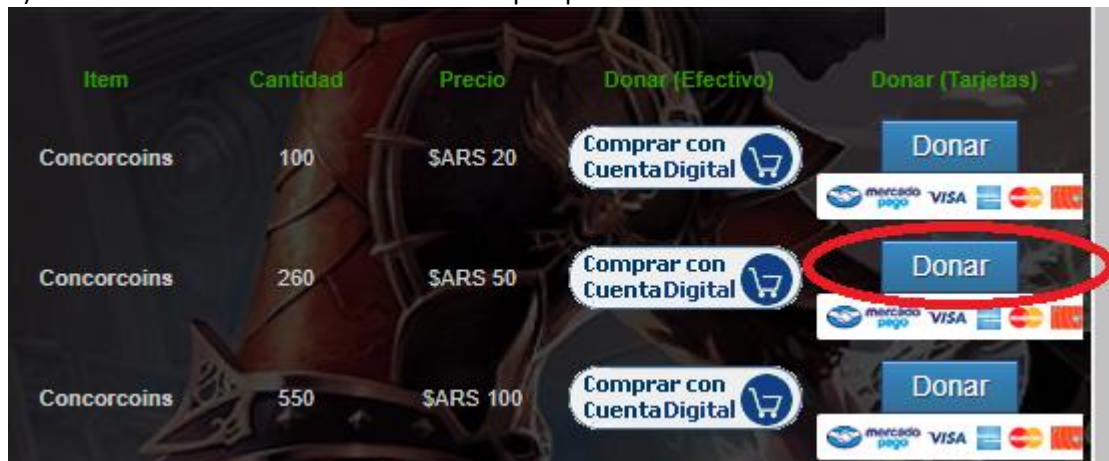 Item Cantidad Precio Donar (Efectivo) Donar (Tarjetas)
Concorcoins 100 $ARS 20 Comprar con CuentaDigital Donar
mercado pago VISA
Concorcoins 260 $ARS 50 Comprar con CuentaDigital Donar
mercado pago VISA
Concorcoins 550 $ARS 100 Comprar con CuentaDigital Donar
mercado pago VISA